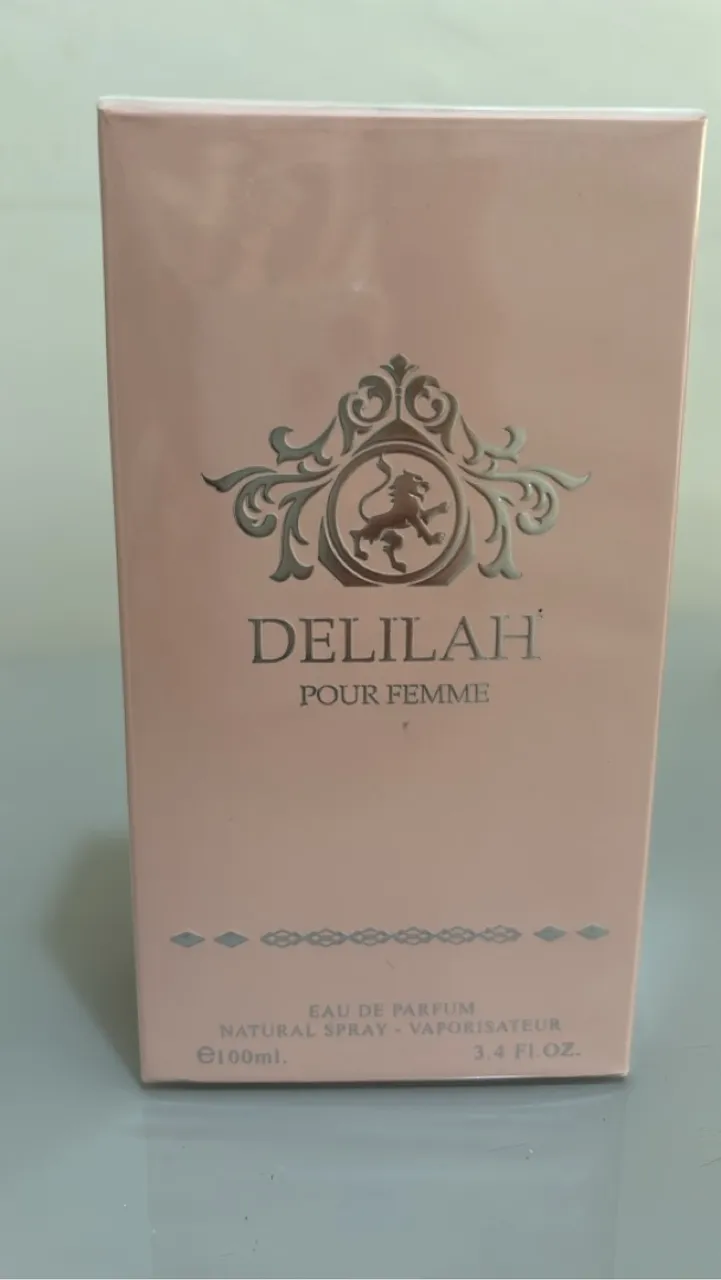 DELILAH
POUR FEMME
EAU DE PARFUM
NATURAL SPRAY - VAPORISATEUR
℮100ml. 3.4 Fl.OZ.